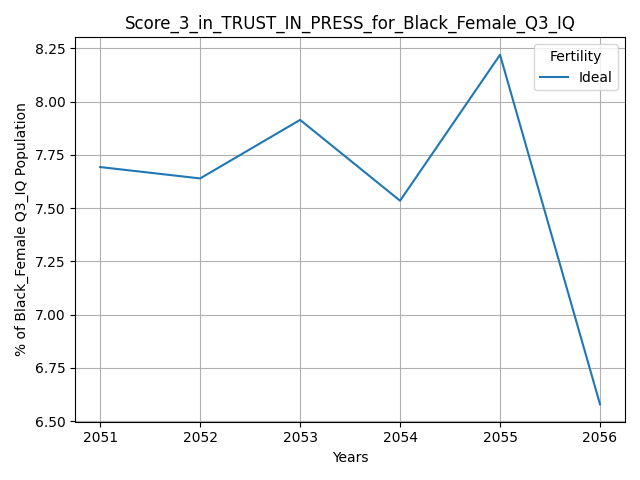 Score_3_in_TRUST_IN_PRESS_for_Black_Female_Q3_IQ
Fertility
Ideal
8.25
8.00
7.75
7.50
7.25
7.00
6.75
6.50
% of Black_Female Q3_IQ Population
2051 2052 2053 2054 2055 2056
Years